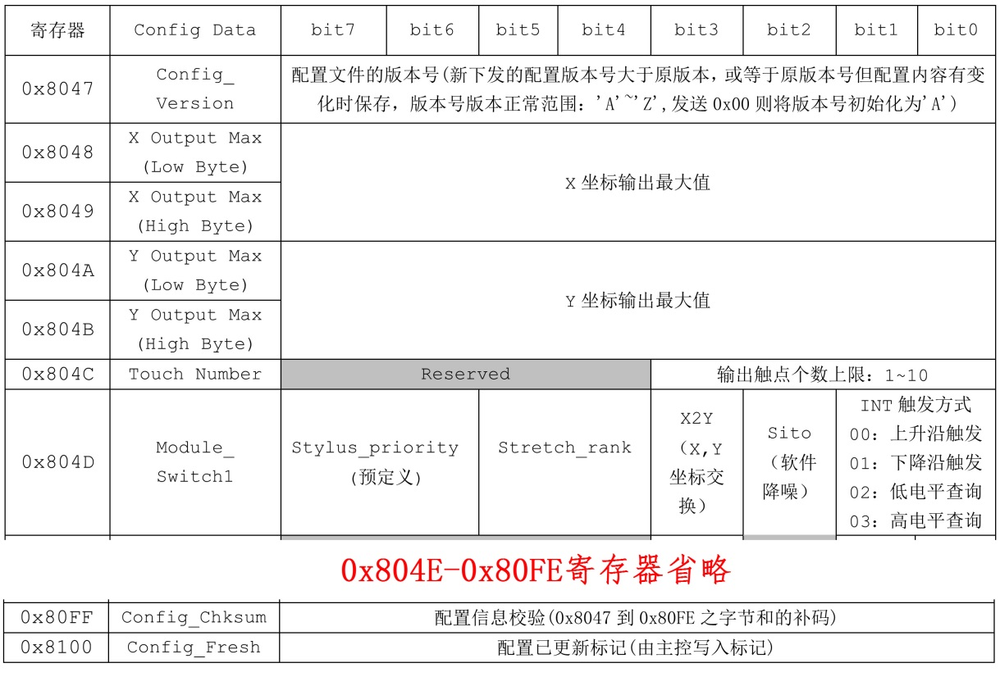 寄存器 Config Data bit7 bit6 bit5 bit4 bit3 bit2 bit1 bit0
0x8047 Config_
Version
配置文件的版本号(新下发的配置版本号大于原版本,或等于原版本号但配置内容有变
化时保存,版本号版本正常范围:'A'~'Z',发送 0x00 则将版本号初始化为'A')
0x8048 X Output Max
(Low Byte)
X 坐标输出最大值
0x8049 X Output Max
(High Byte)
0x804A Y Output Max
(Low Byte)
Y 坐标输出最大值
0x804B Y Output Max
(High Byte)
0x804C Touch Number Reserved 输出触点个数上限:1~10
0x804D Module_
Switch1
Stylus_priority
(预定义)
Stretch_rank
X2Y
(X,Y
坐标交
换)
Sito
(软件
降噪)
INT 触发方式
00:上升沿触发
01:下降沿触发
02:低电平查询
03:高电平查询
0x804E-0x80FE寄存器省略
0x80FF Config_Chksum 配置信息校验(0x8047 到 0x80FE 之字节和的补码)
0x8100 Config_Fresh 配置已更新标记(由主控写入标记)